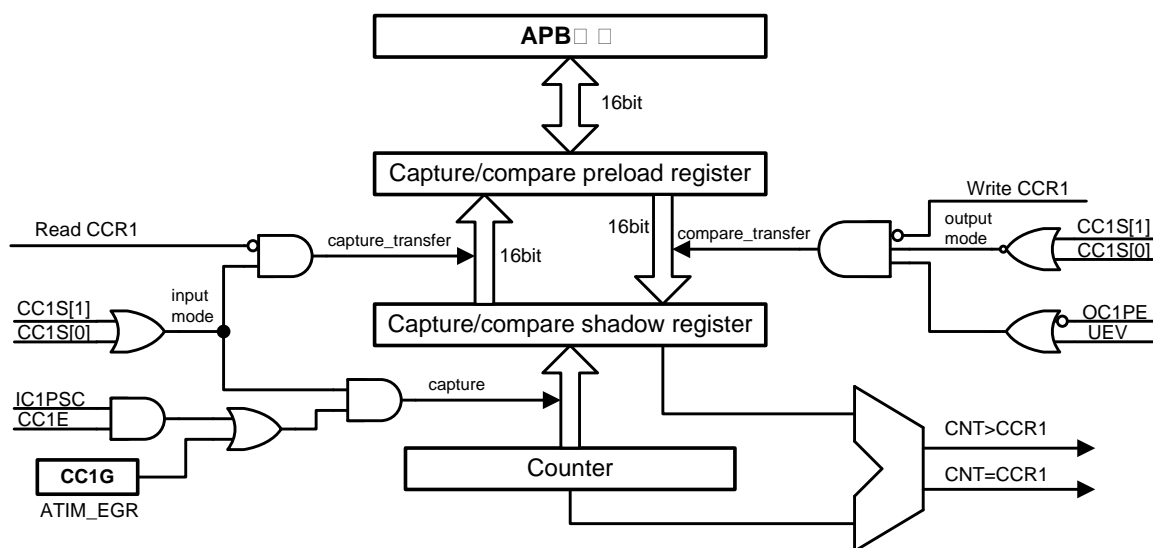 APB
16bit
Capture/compare preload register
Write CCR1
Read CCR1
capture_transfer
16bit
16bit
compare_transfer
output
mode
CC1S[1]
CC1S[0]
CC1S[1]
CC1S[0]
input
mode
Capture/compare shadow register
OC1PE
UEV
IC1PSC
CC1E
capture
CC1G
ATIM_EGR
Counter
CNT>CCR1
CNT=CCR1